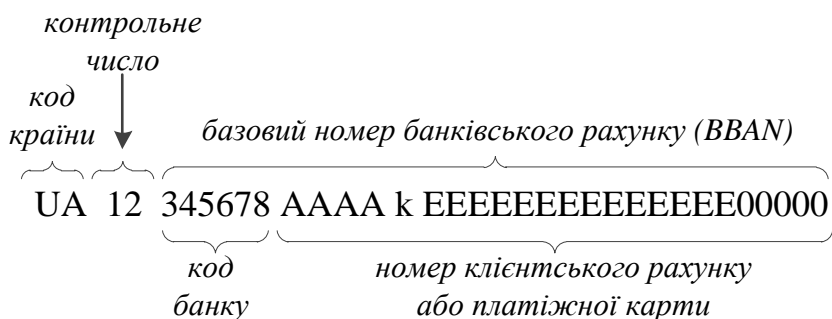 контрольне
число
код
країни
базовий номер банківського рахунку (BBAN)
UA 12 345678 AAAA k EEEEEEEEEEEEEE00000
код
банку
номер клієнтського рахунку
або платіжної карти